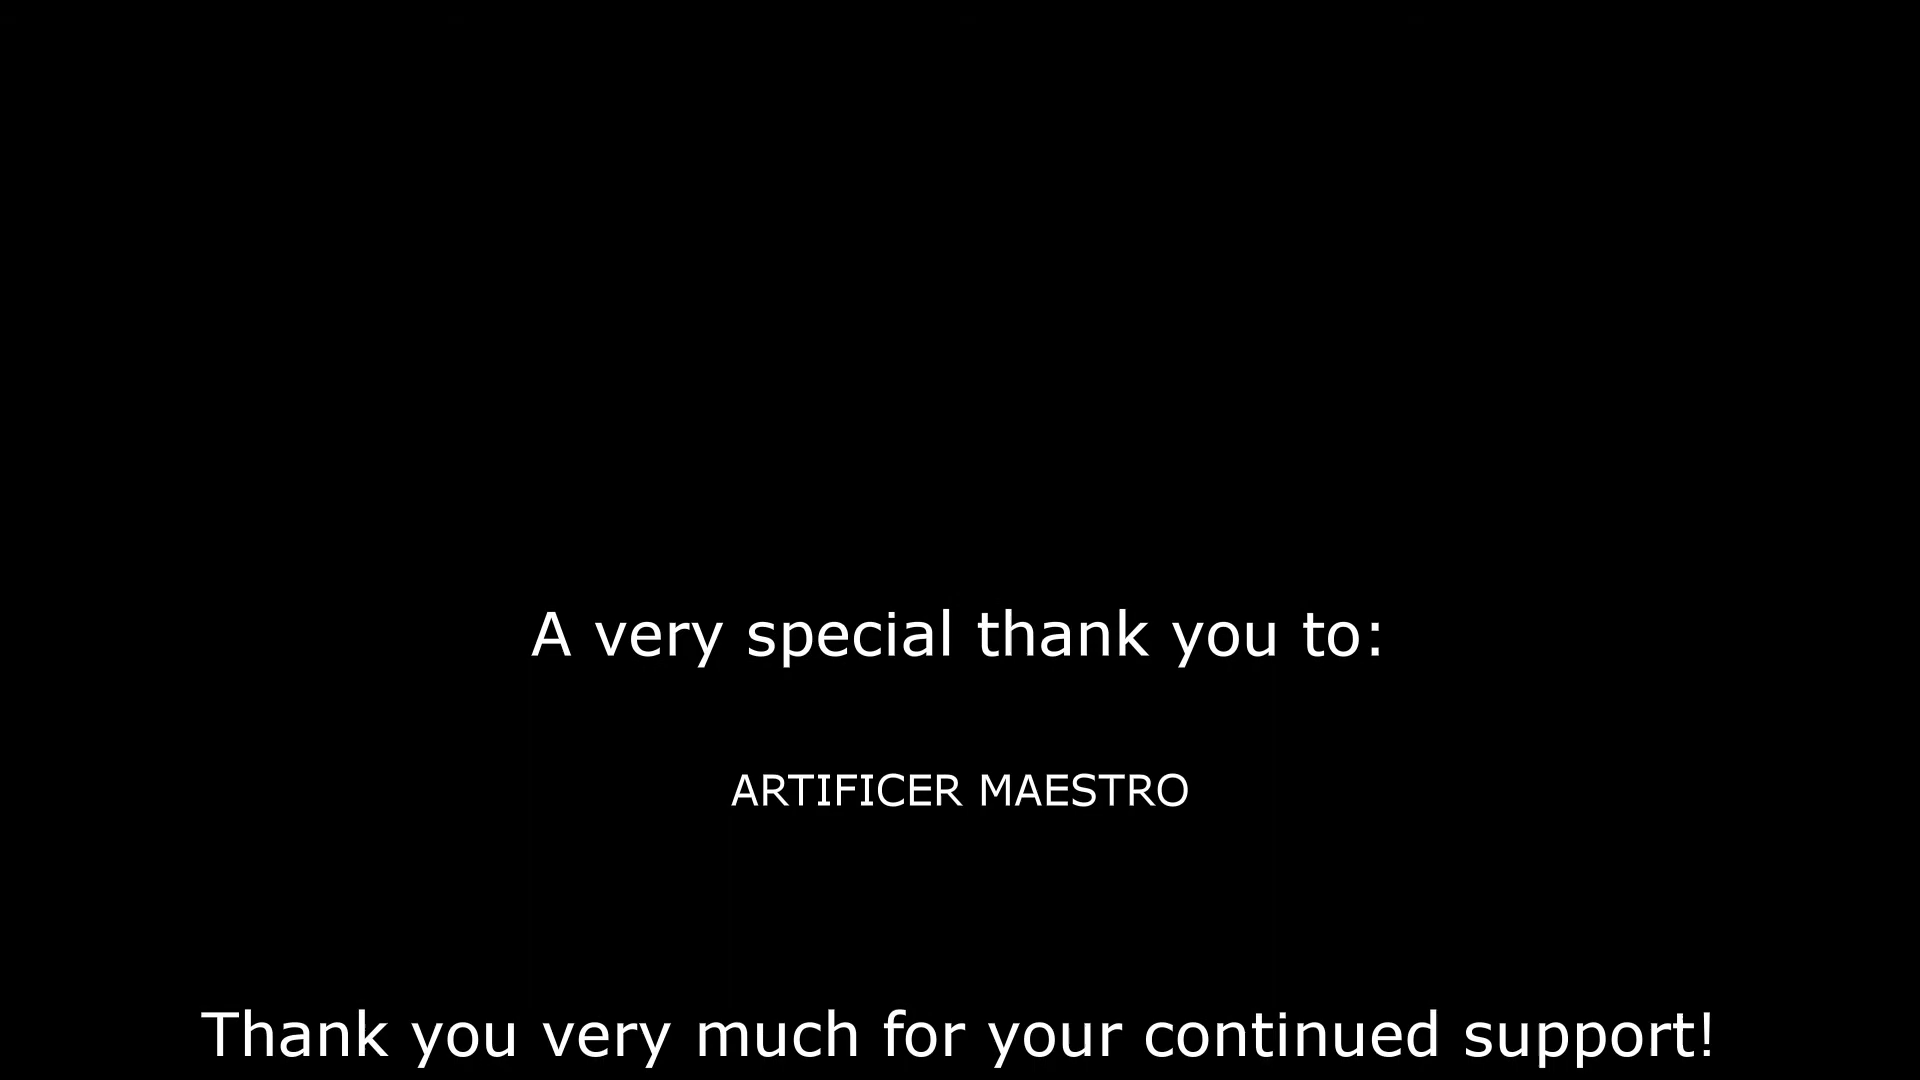 A very special thank you to:
ARTIFICER MAESTRO
Thank you very much for your continued support!